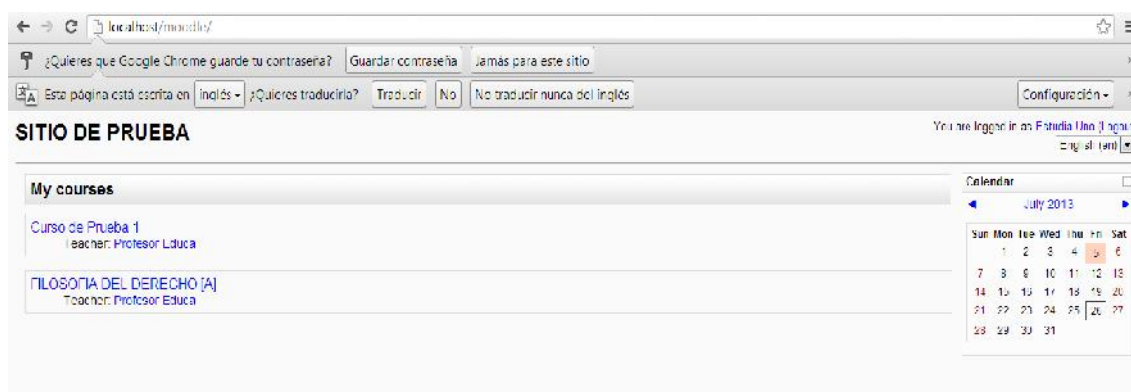 localhost/moodle/
¿Quieres que Google Chrome guarde tu contraseña? Guardar contraseña Jamás para este sitio
Esta página está escrita en inglés ¿Quieres traducirla? Traducir No No traducir nunca del inglés Configuración
SITIO DE PRUEBA
You are logged in as Estudia Uno (Logout
English (en)
My courses
Curso de Prueba 1
Teacher: Profesor Educa
FILOSOFIA DEL DERECHO [A]
Teacher: Profesor Educa
Calendar
July 2013
Sun Mon Tue Wed Thu Fri Sat
1 2 3 4 5 6
7 8 9 10 11 12 13
14 15 16 17 18 19 20
21 22 23 24 25 26 27
28 29 30 31